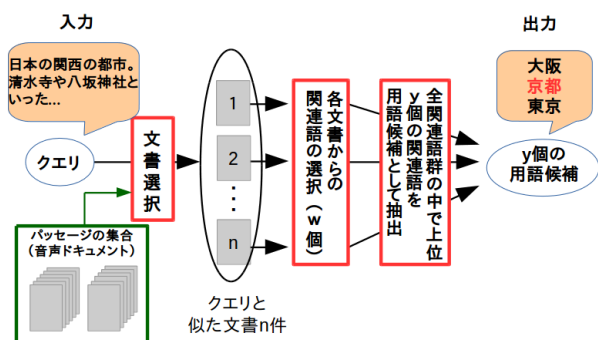 入力
日本の関西の都市。
清水寺や八坂神社と
いった...
クエリ
文書選択
パッセージの集合
(音声ドキュメント)
1
2
⋮
n
クエリと
似た文書n件
各文書からの
関連語の選択(w個)
全関連語群の中で上位
y個の関連語を
用語候補として抽出
出力
大阪
京都
東京
y個の
用語候補